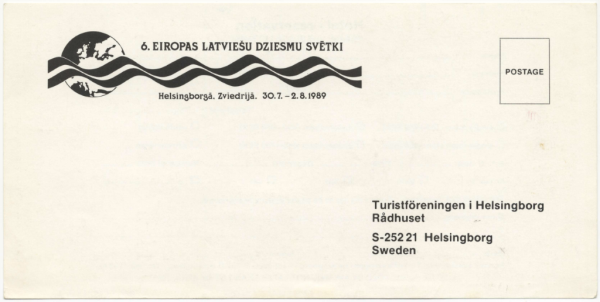 6. EIROPAS LATVIEŠU DZIESMU SVĒTKI
Helsingborgā, Zviedrijā. 30.7.–2.8.1989
POSTAGE
Turistföreningen i Helsingborg
Rådhuset
S-252 21 Helsingborg
Sweden